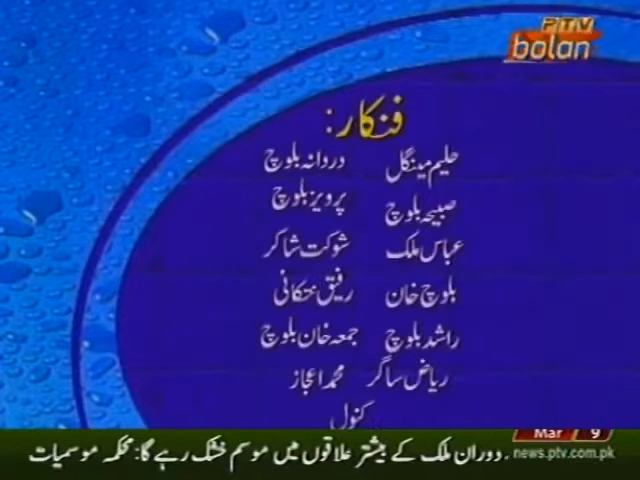 PTV
bolan
فنکار:
حلیم مینگل دردانہ بلوچ
صبیحہ بلوچ پرویز بلوچ
عباس ملک شوکت شاکر
بلوچ خان رفیق
راشد بلوچ جمعہ خان بلوچ
ریاض ساگر محمد اعجاز
کنول
Mar 9
news.ptv.com.pk
دوران ملک کے بیشتر علاقوں میں موسم خشک رہے گا: محکمہ موسمیات